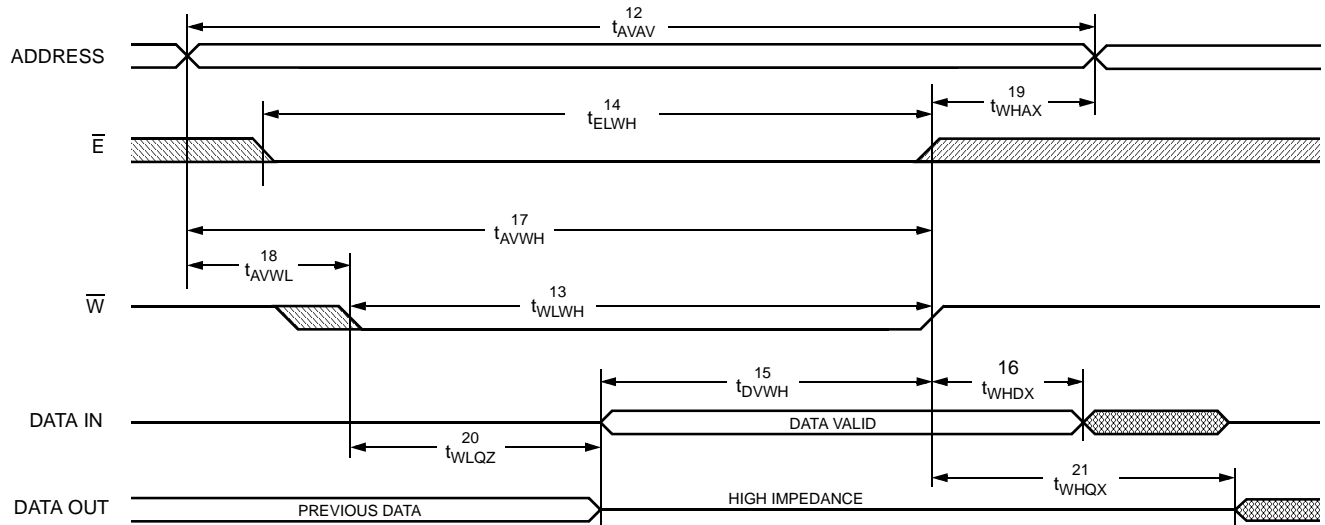 12
tAVAV
ADDRESS
19
tWHAX
14
tELWH
E
17
tAVWH
18
tAVWL
W
13
tWLWH
15
tDVWH
16
tWHDX
DATA IN
DATA VALID
20
tWLQZ
21
tWHQX
DATA OUT
PREVIOUS DATA
HIGH IMPEDANCE